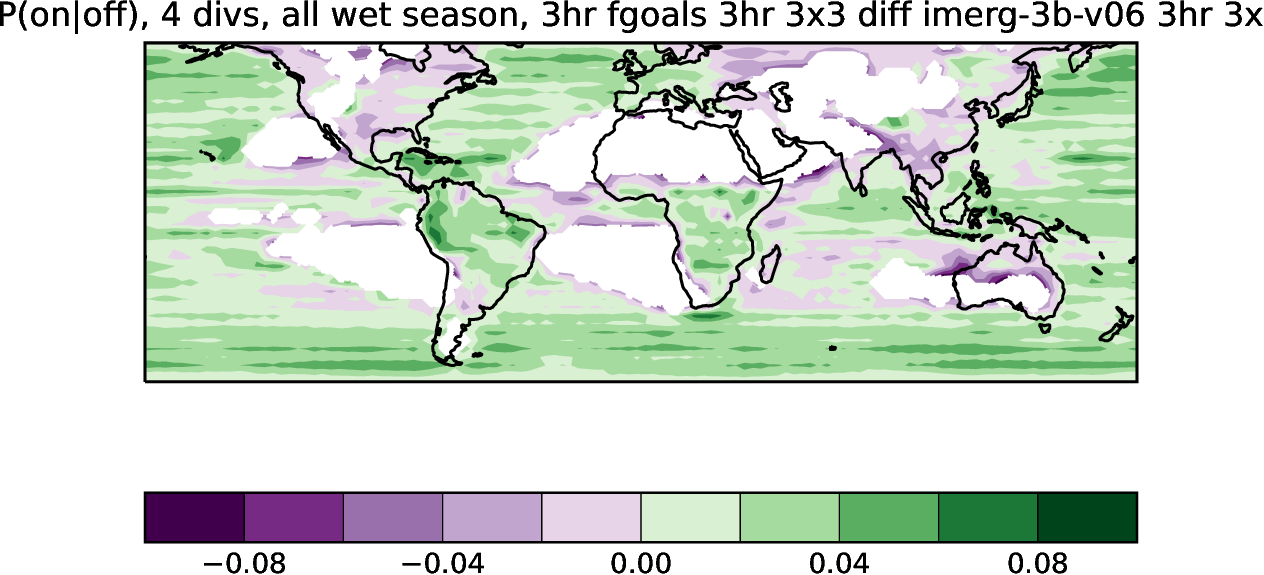 P(on|off), 4 divs, all wet season, 3hr fgoals 3hr 3x3 diff imerg-3b-v06 3hr 3x
−0.08 −0.04 0.00 0.04 0.08